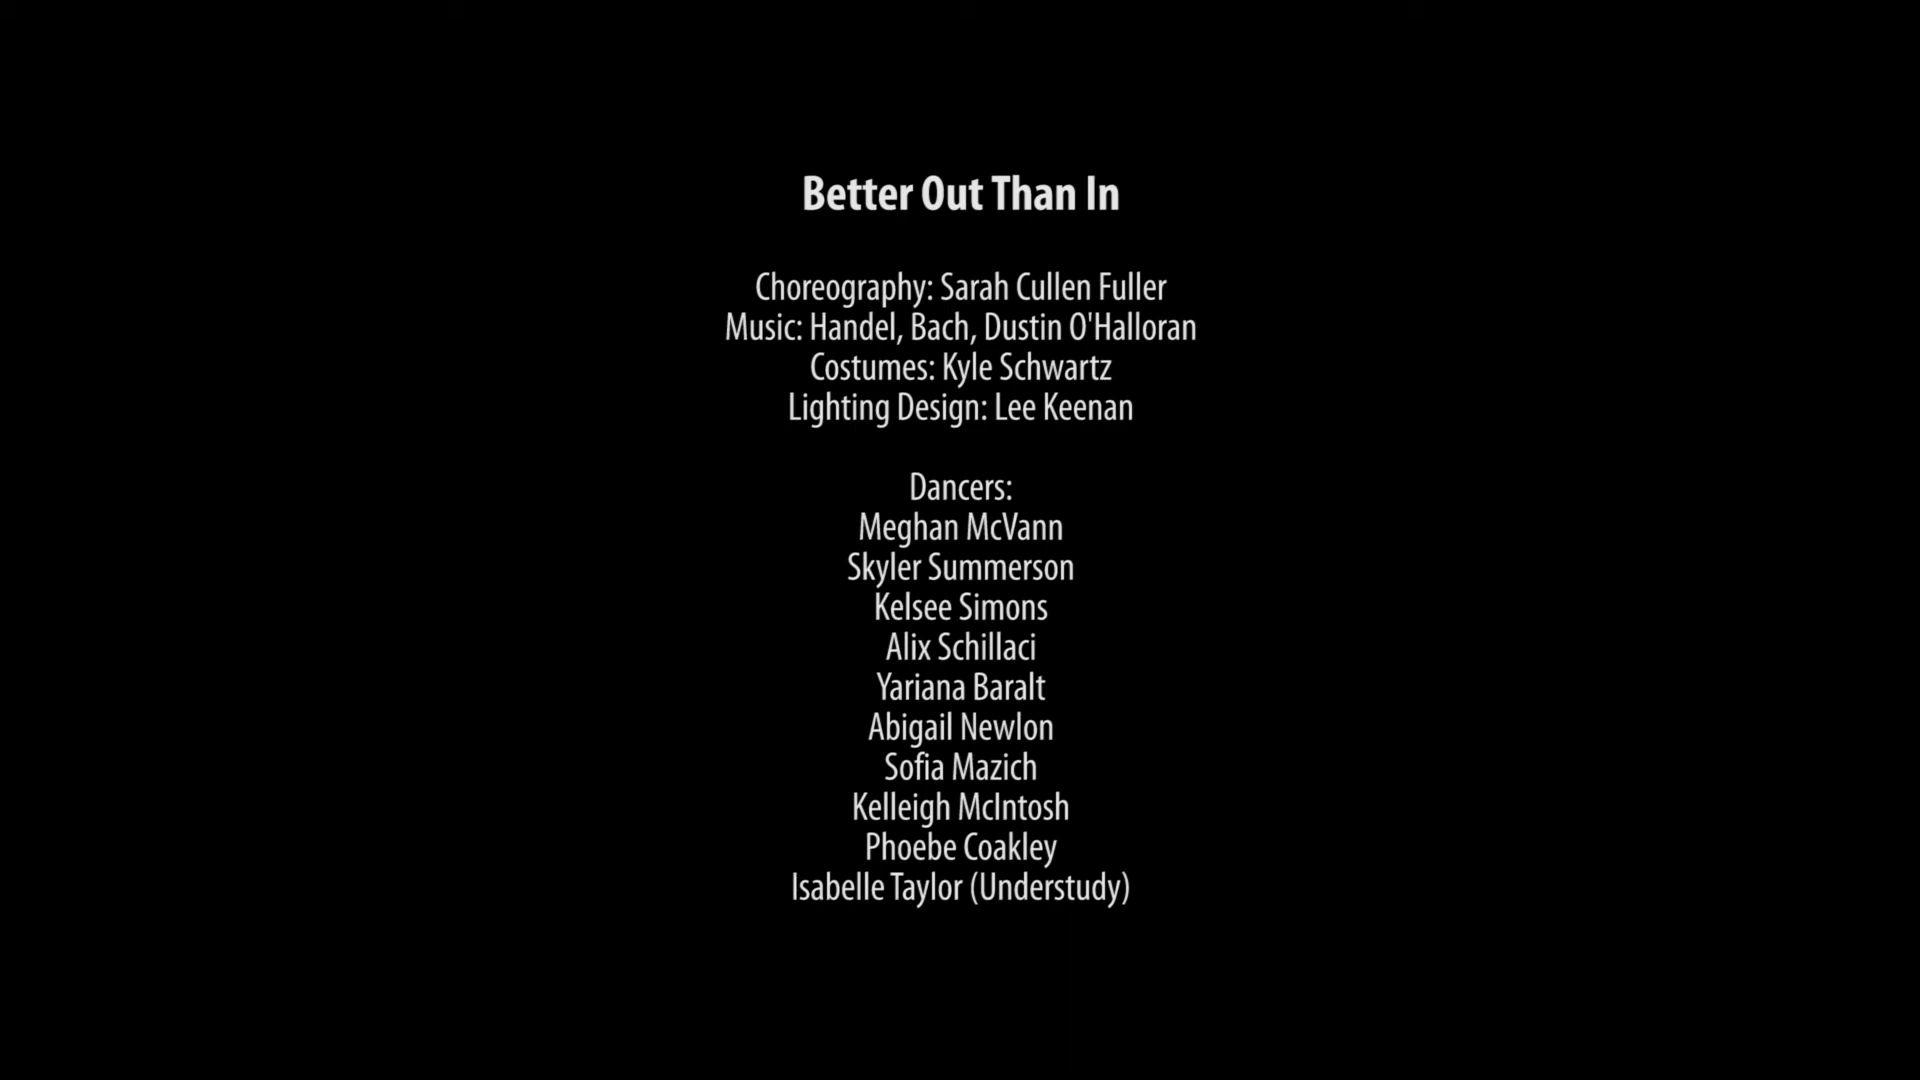 Better Out Than In
Choreography: Sarah Cullen Fuller
Music: Handel, Bach, Dustin O'Halloran
Costumes: Kyle Schwartz
Lighting Design: Lee Keenan
Dancers:
Meghan McVann
Skyler Summerson
Kelsee Simons
Alix Schillaci
Yariana Baralt
Abigail Newlon
Sofia Mazich
Kelleigh McIntosh
Phoebe Coakley
Isabelle Taylor (Understudy)